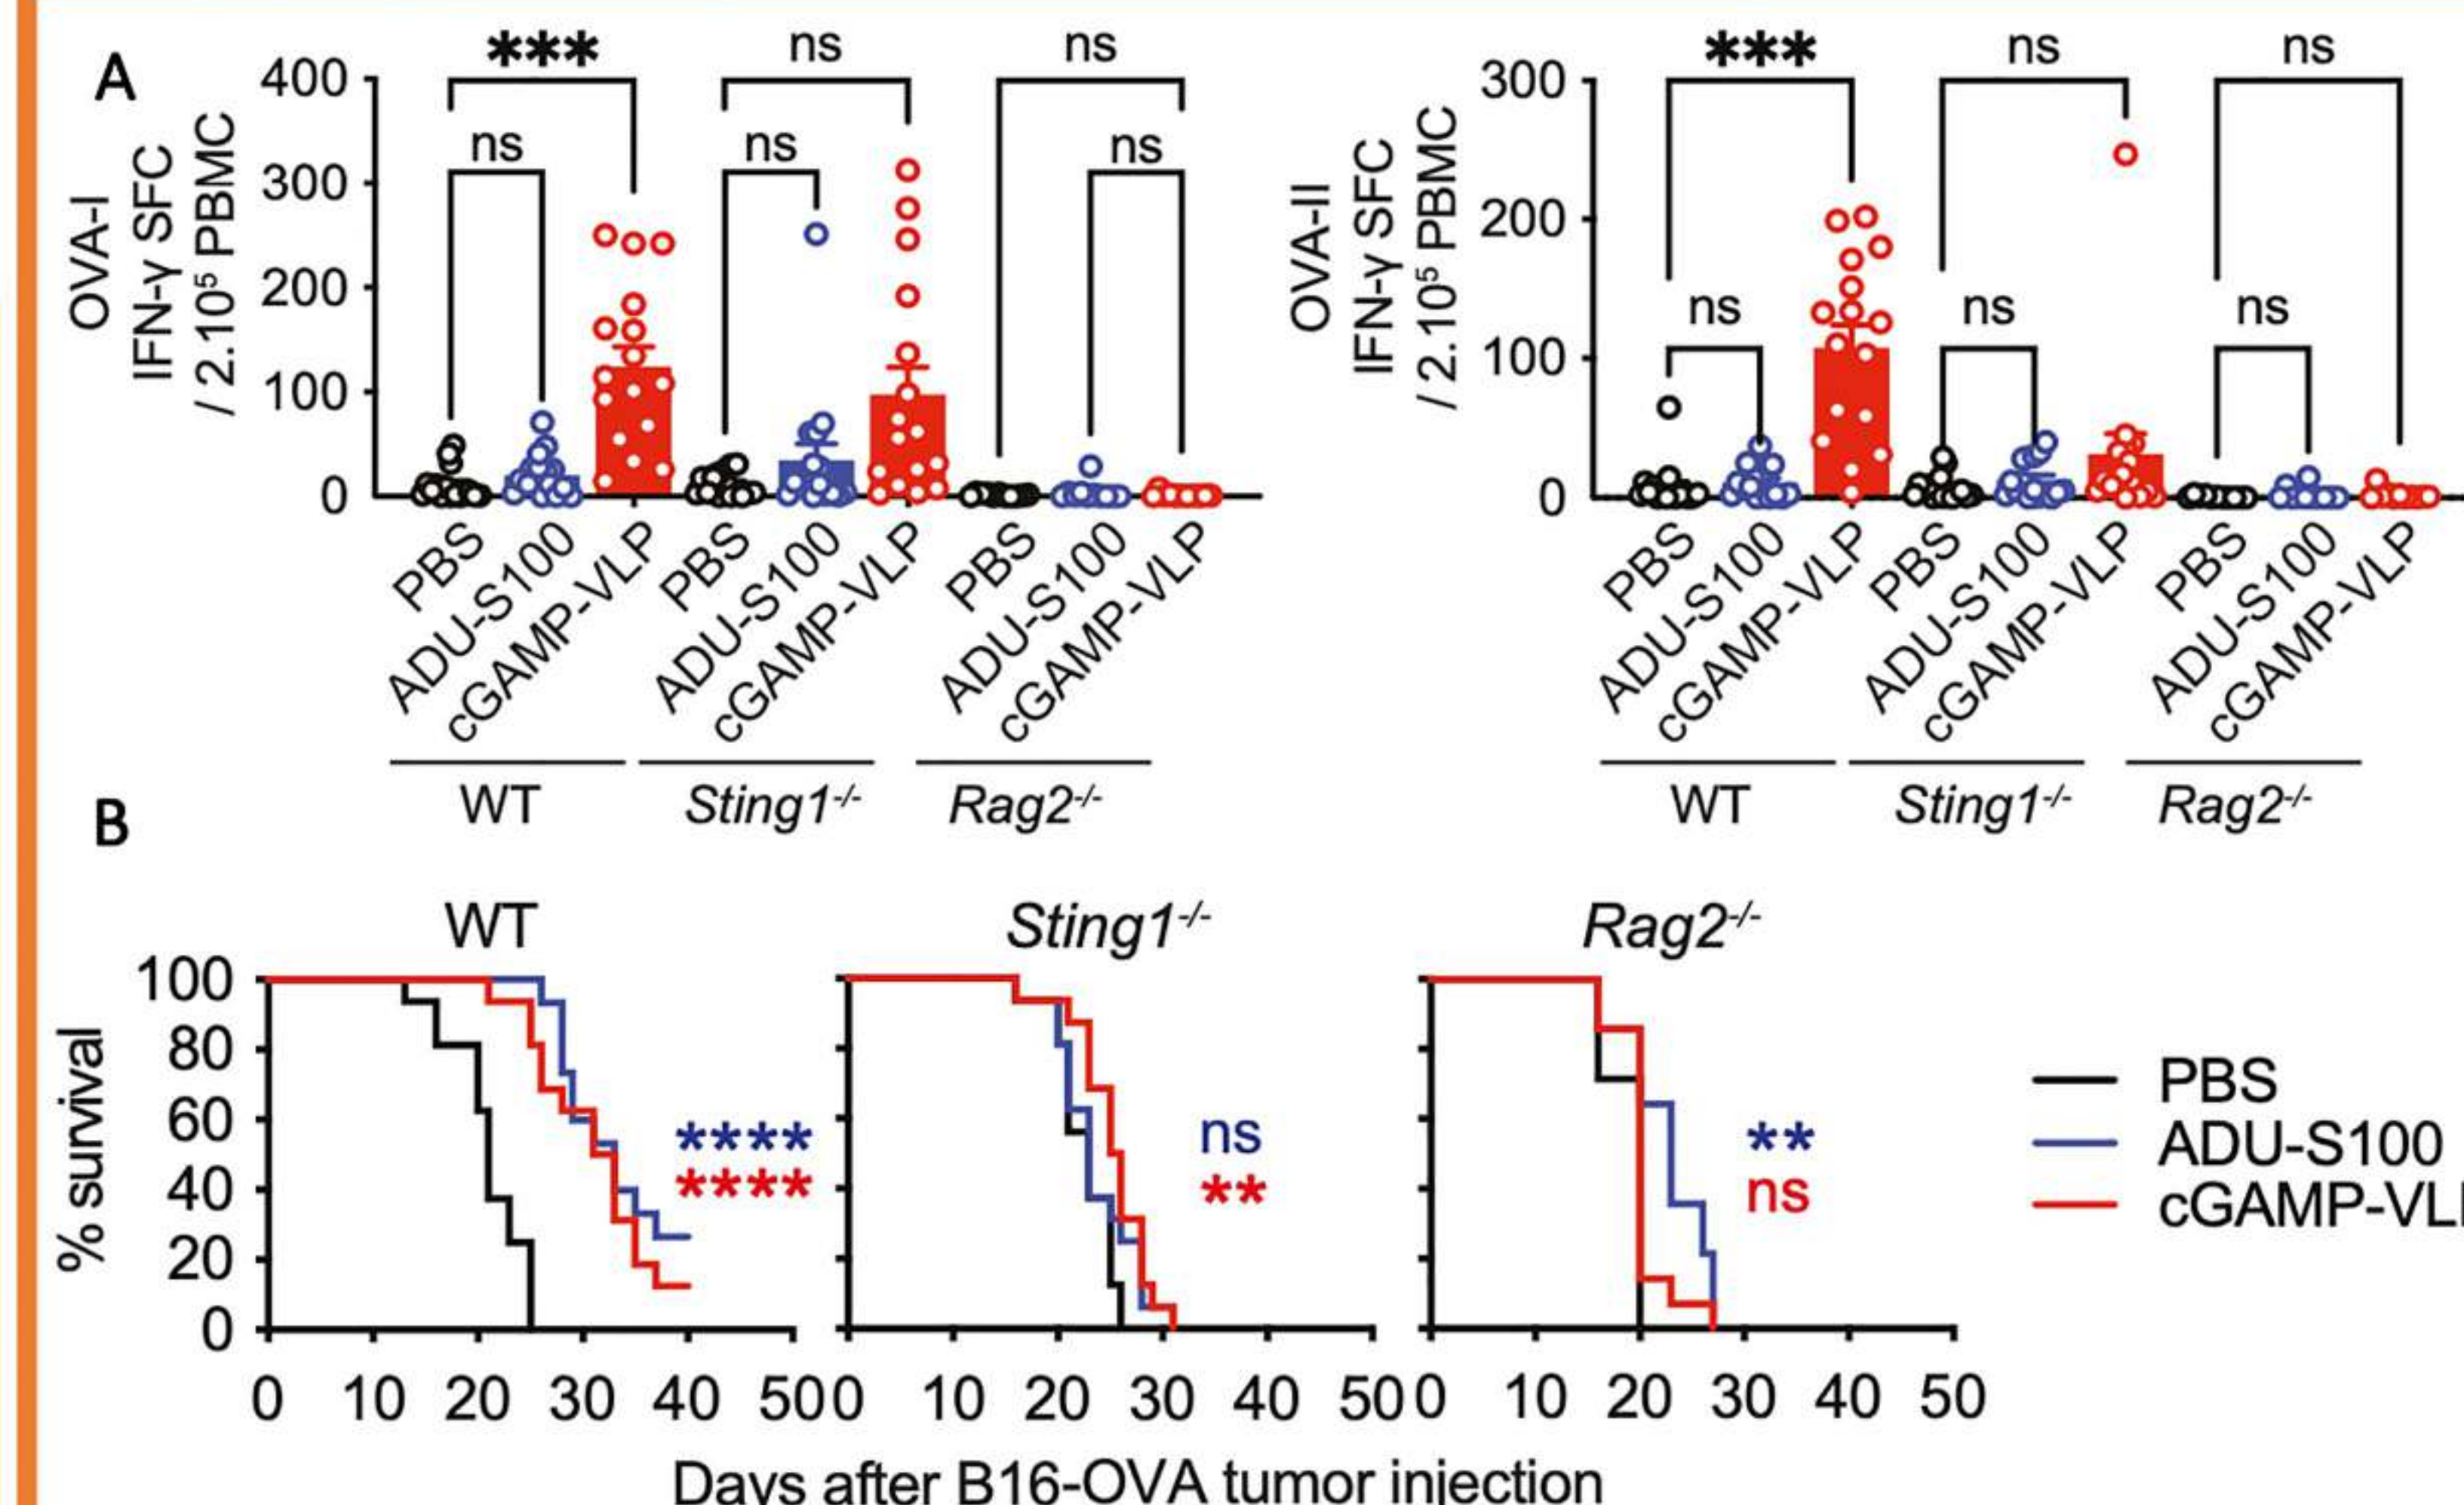 A
OVA-I
IFN-γ SFC
/ 2.10⁵ PBMC
400
300
200
100
0
*** ns ns
ns ns ns
PBS ADU-S100 cGAMP-VLP PBS ADU-S100 cGAMP-VLP PBS ADU-S100 cGAMP-VLP
WT Sting1-/- Rag2-/-
OVA-II
IFN-γ SFC
/ 2.10⁵ PBMC
300
200
100
0
*** ns ns
ns ns ns
PBS ADU-S100 cGAMP-VLP PBS ADU-S100 cGAMP-VLP PBS ADU-S100 cGAMP-VLP
WT Sting1-/- Rag2-/-
B
WT Sting1-/- Rag2-/-
% survival
100
80
60
40
20
0
****
****
ns
**
**
ns
PBS
ADU-S100
cGAMP-VL
0 10 20 30 40 50 0 10 20 30 40 50 0 10 20 30 40 50
Days after B16-OVA tumor injection